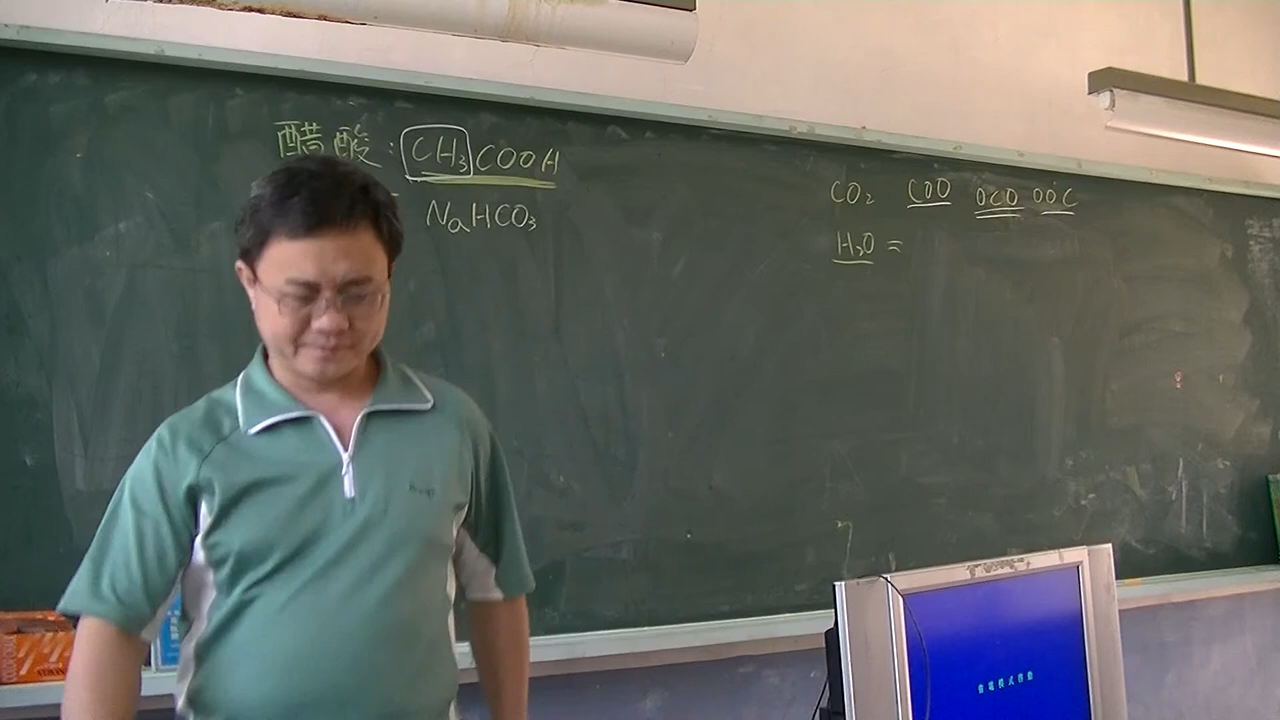 醋酸:CH₃COOH
NaHCO₃
CO₂ COO OCO OOC
H₂O =